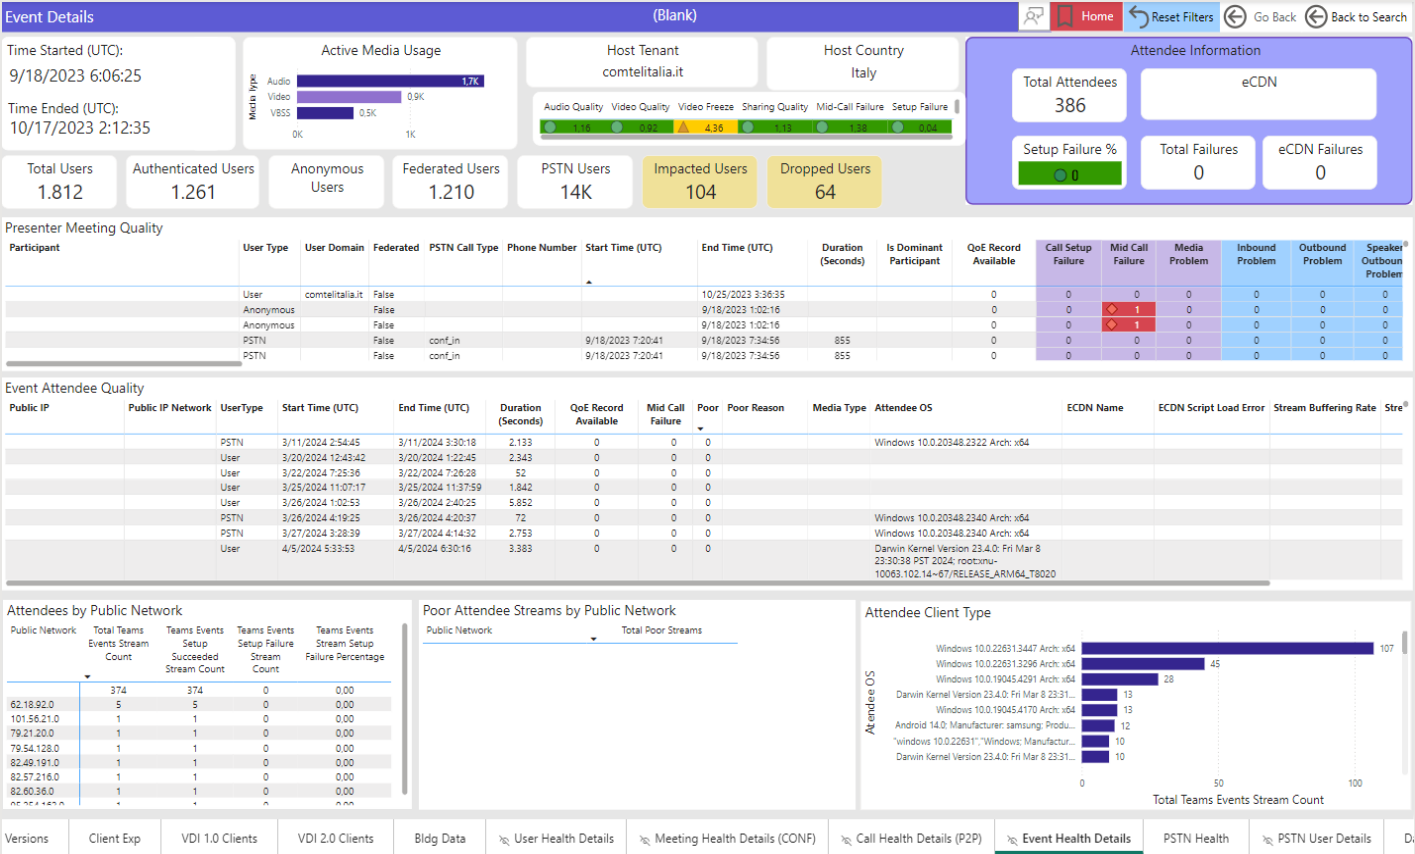 Event Details
(Blank)
Home
Reset Filters
Go Back
Back to Search
Time Started (UTC):
9/18/2023 6:06:25
Time Ended (UTC):
10/17/2023 2:12:35
Active Media Usage
Media Type
Audio 1,7K
Video 0,9K
VBSS 0,5K
0K 1K
Host Tenant
comtelitalia.it
Host Country
Italy
Audio Quality Video Quality Video Freeze Sharing Quality Mid-Call Failure Setup Failure
1,16 0,92 4,36 1,13 1,38 0,04
Attendee Information
Total Attendees
386
eCDN
Setup Failure %
0
Total Failures
0
eCDN Failures
0
Total Users
1.812
Authenticated Users
1.261
Anonymous
Users
Federated Users
1.210
PSTN Users
14K
Impacted Users
104
Dropped Users
64
Presenter Meeting Quality
Participant User Type User Domain Federated PSTN Call Type Phone Number Start Time (UTC) End Time (UTC) Duration (Seconds) Is Dominant Participant QoE Record Available Call Setup Failure Mid Call Failure Media Problem Inbound Problem Outbound Problem Speaker Outboun Problem
User comtelitalia.it False 10/25/2023 3:36:35 0 0 0 0 0 0 0
Anonymous False 9/18/2023 1:02:16 0 0 1 0 0 0 0
Anonymous False 9/18/2023 1:02:16 0 0 1 0 0 0 0
PSTN False conf_in 9/18/2023 7:20:41 9/18/2023 7:34:56 855 0 0 0 0 0 0 0
PSTN False conf_in 9/18/2023 7:20:41 9/18/2023 7:34:56 855 0 0 0 0 0 0 0
Event Attendee Quality
Public IP Public IP Network UserType Start Time (UTC) End Time (UTC) Duration (Seconds) QoE Record Available Mid Call Failure Poor Poor Reason Media Type Attendee OS ECDN Name ECDN Script Load Error Stream Buffering Rate Stre
PSTN 3/11/2024 2:54:45 3/11/2024 3:30:18 2.133 0 0 0 Windows 10.0.20348.2322 Arch: x64
User 3/20/2024 12:43:42 3/20/2024 1:22:45 2.343 0 0 0
User 3/22/2024 7:25:36 3/22/2024 7:26:28 52 0 0 0
User 3/25/2024 11:07:17 3/25/2024 11:37:59 1.842 0 0 0
User 3/26/2024 1:02:53 3/26/2024 2:40:25 5.852 0 0 0
PSTN 3/26/2024 4:19:25 3/26/2024 4:20:37 72 0 0 0 Windows 10.0.20348.2340 Arch: x64
PSTN 3/27/2024 3:28:39 3/27/2024 4:14:32 2.753 0 0 0 Windows 10.0.20348.2340 Arch: x64
User 4/5/2024 5:33:53 4/5/2024 6:30:16 3.383 0 0 0 Darwin Kernel Version 23.4.0: Fri Mar 8
23:30:38 PST 2024; root:xnu-
10063.102.14~67/RELEASE_ARM64_T8020
Attendees by Public Network
Public Network Total Teams Events Stream Count Teams Events Setup Succeeded Stream Count Teams Events Setup Failure Stream Count Teams Events Stream Setup Failure Percentage
374 374 0 0.00
62.18.92.0 5 5 0 0.00
101.56.21.0 1 1 0 0.00
79.21.20.0 1 1 0 0.00
79.54.128.0 1 1 0 0.00
82.49.191.0 1 1 0 0.00
82.57.216.0 1 1 0 0.00
82.60.36.0 1 1 0 0.00
Poor Attendee Streams by Public Network
Public Network Total Poor Streams
Attendee Client Type
Attendee OS
Windows 10.0.22631.3447 Arch: x64 107
Windows 10.0.22631.3296 Arch: x64 45
Windows 10.0.19045.4291 Arch: x64 28
Darwin Kernel Version 23.4.0: Fri Mar 8 23:31... 13
Windows 10.0.19045.4170 Arch: x64 13
Android 14.0; Manufacturer: samsung; Produ... 12
"windows 10.0.22631","Windows; Manufactur... 10
Darwin Kernel Version 23.4.0: Fri Mar 8 23:31... 10
0 50 100
Total Teams Events Stream Count
Versions
Client Exp
VDI 1.0 Clients
VDI 2.0 Clients
Bldg Data
User Health Details
Meeting Health Details (CONF)
Call Health Details (P2P)
Event Health Details
PSTN Health
PSTN User Details